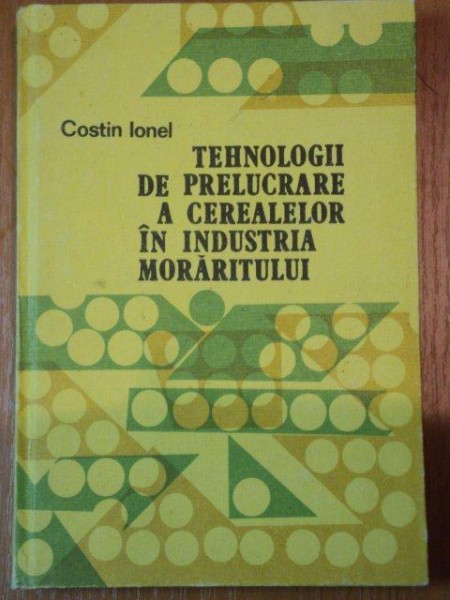 Costin Ionel
TEHNOLOGII
DE PRELUCRARE
A CEREALELOR
ÎN INDUSTRIA
MORĂRITULUI